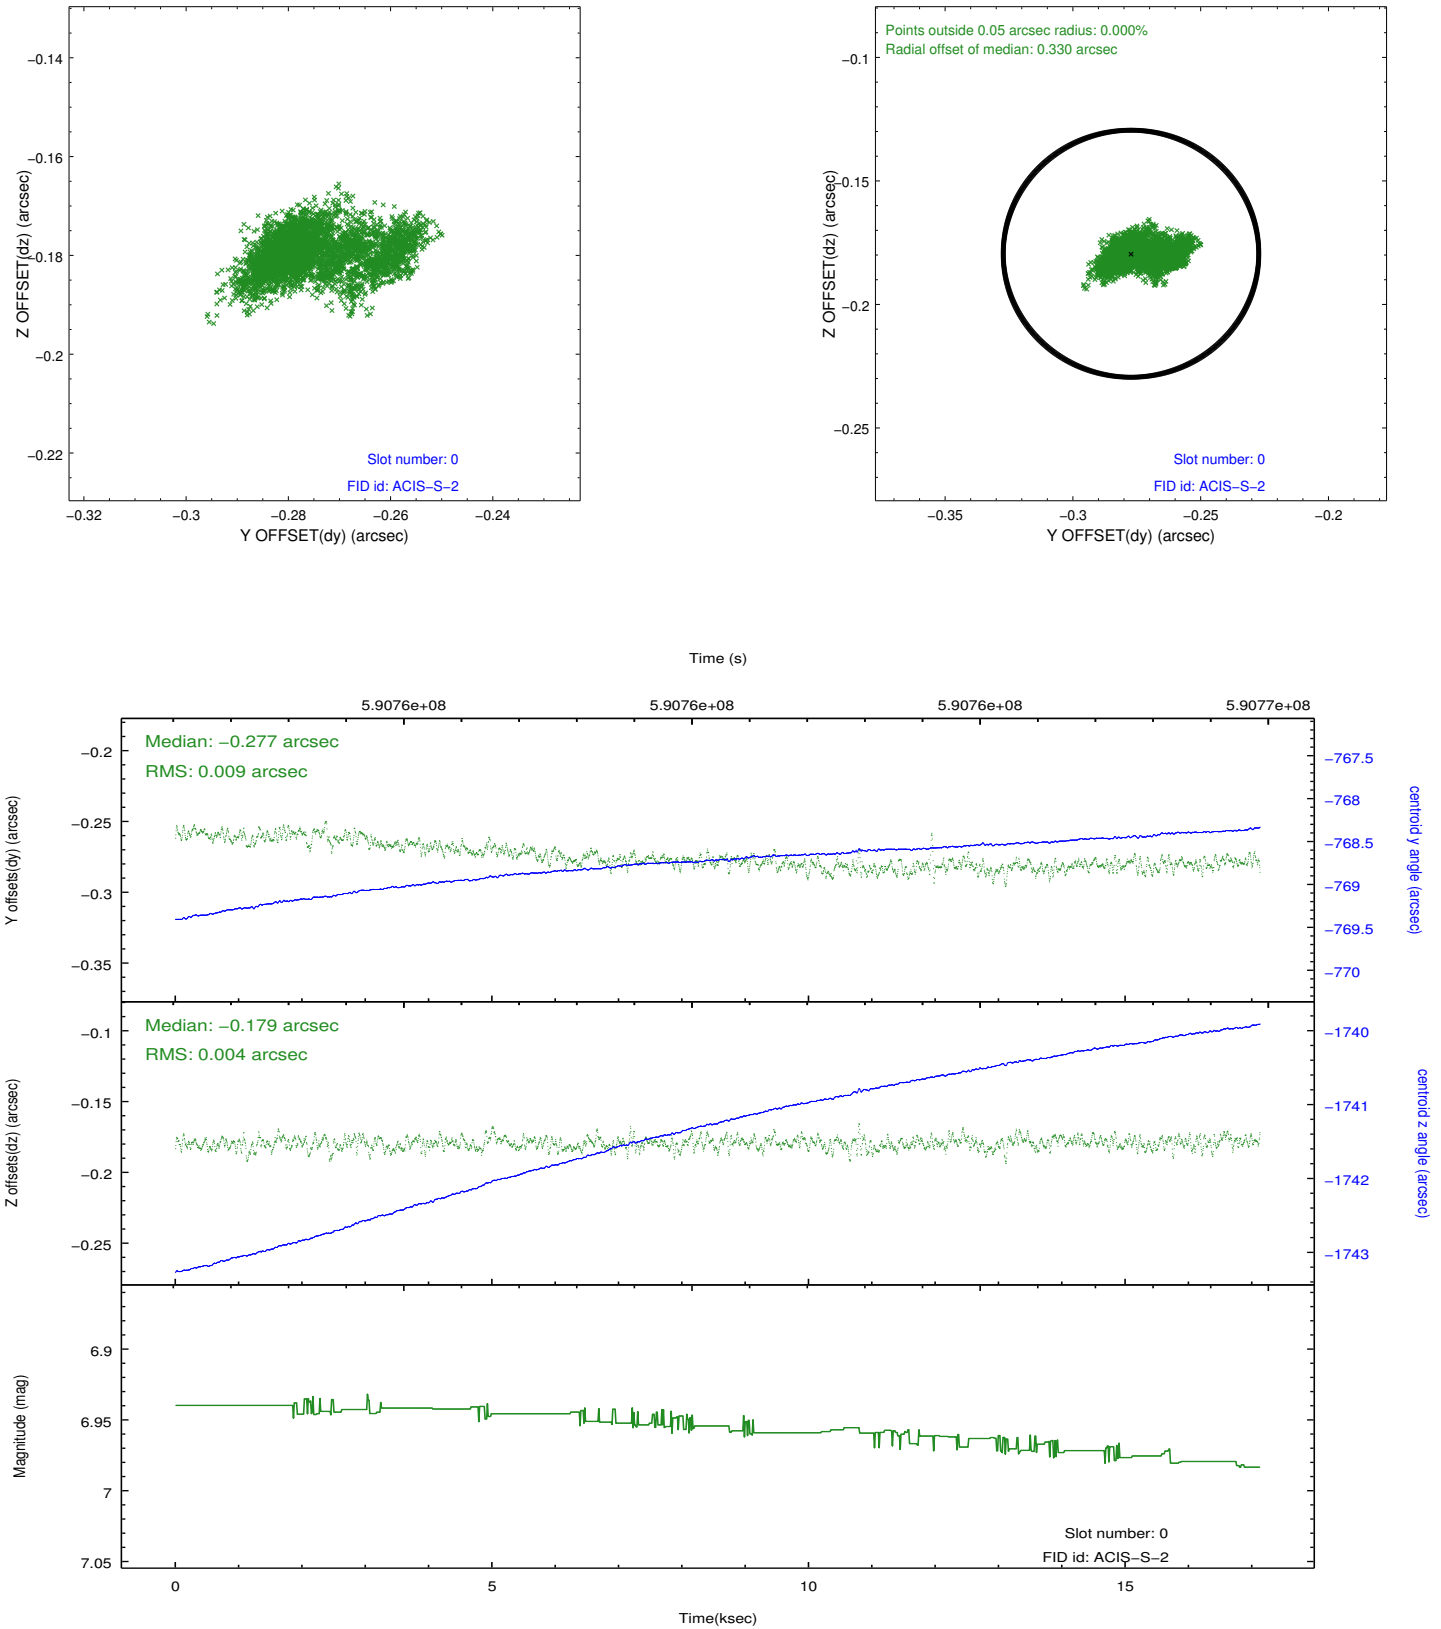 −0.14
−0.16
−0.18
−0.2
−0.22
Z OFFSET(dz) (arcsec)
Slot number: 0
FID id: ACIS−S−2
−0.32
−0.3
−0.28
−0.26
−0.24
Y OFFSET(dy) (arcsec)
Points outside 0.05 arcsec radius: 0.000%
Radial offset of median: 0.330 arcsec
−0.1
−0.15
−0.2
−0.25
Z OFFSET(dz) (arcsec)
Slot number: 0
FID id: ACIS−S−2
−0.35
−0.3
−0.25
−0.2
Y OFFSET(dy) (arcsec)
Time (s)
5.9076e+08
5.9076e+08
5.9076e+08
5.9077e+08
Median: −0.277 arcsec
RMS: 0.009 arcsec
−0.2
−0.25
−0.3
−0.35
Y offsets(dy) (arcsec)
−767.5
−768
−768.5
−769
−769.5
−770
centroid y angle (arcsec)
Median: −0.179 arcsec
RMS: 0.004 arcsec
−0.1
−0.15
−0.2
−0.25
Z offsets(dz) (arcsec)
−1740
−1741
−1742
−1743
centroid z angle (arcsec)
6.9
6.95
7
7.05
Magnitude (mag)
Slot number: 0
FID id: ACIS−S−2
0
5
10
15
Time(ksec)